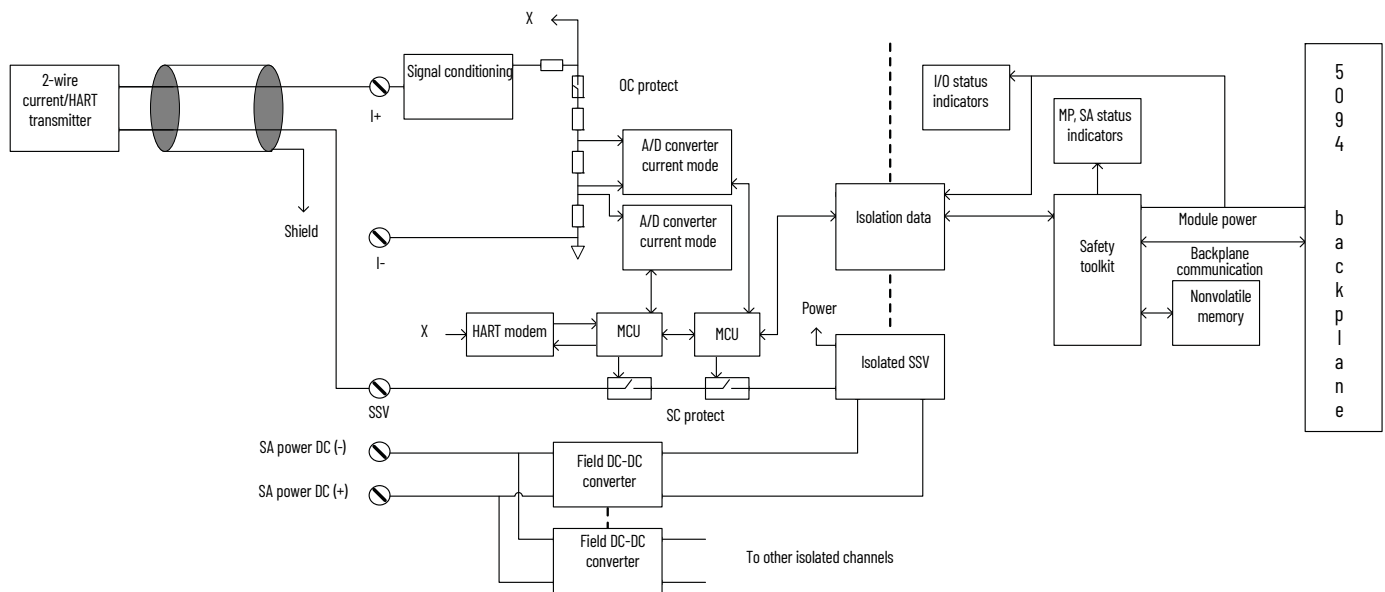 X
2-wire
current/HART
transmitter
Signal conditioning
OC protect
I+
A/D converter
current mode
A/D converter
current mode
Shield
I-
I/O status
indicators
MP, SA status
indicators
Isolation data
Safety
toolkit
Module power
Backplane
communication
Nonvolatile
memory
5
0
9
4
b
a
c
k
p
l
a
n
e
X
HART modem
MCU
MCU
Power
Isolated SSV
SSV
SC protect
SA power DC (-)
SA power DC (+)
Field DC-DC
converter
Field DC-DC
converter
To other isolated channels